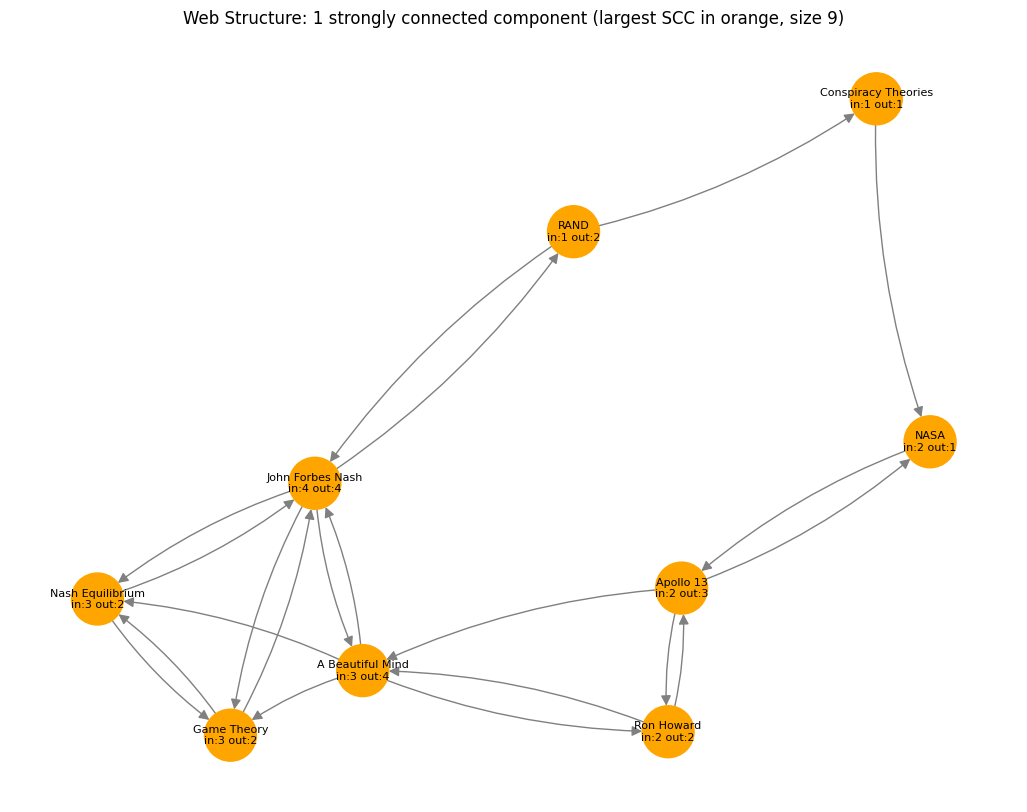 Web Structure: 1 strongly connected component (largest SCC in orange, size 9)
Conspiracy Theories
in:1 out:1
RAND
in:1 out:2
NASA
in:2 out:1
John Forbes Nash
in:4 out:4
Apollo 13
in:2 out:3
Nash Equilibrium
in:3 out:2
A Beautiful Mind
in:3 out:4
Ron Howard
in:2 out:2
Game Theory
in:3 out:2